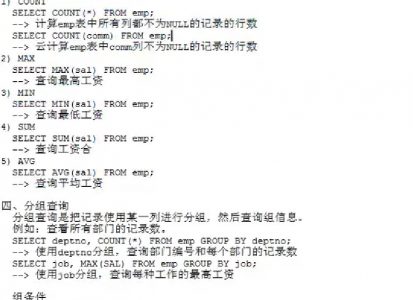 1) COUNT
SELECT COUNT(*) FROM emp;
--> 计算emp表中所有列都不为NULL的记录的行数
SELECT COUNT(comm) FROM emp;
--> 云计算emp表中comm列不为NULL的记录的行数
2) MAX
SELECT MAX(sal) FROM emp;
--> 查询最高工资
3) MIN
SELECT MIN(sal) FROM emp;
--> 查询最低工资
4) SUM
SELECT SUM(sal) FROM emp;
--> 查询工资合
5) AVG
SELECT AVG(sal) FROM emp;
--> 查询平均工资
四、分组查询
分组查询是把记录使用某一列进行分组，然后查询组信息。
例如：查看所有部门的记录数。
SELECT deptno, COUNT(*) FROM emp GROUP BY deptno;
--> 使用deptno分组，查询部门编号和每个部门的记录数
SELECT job, MAX(SAL) FROM emp GROUP BY job;
--> 使用job分组，查询每种工作的最高工资
组条件